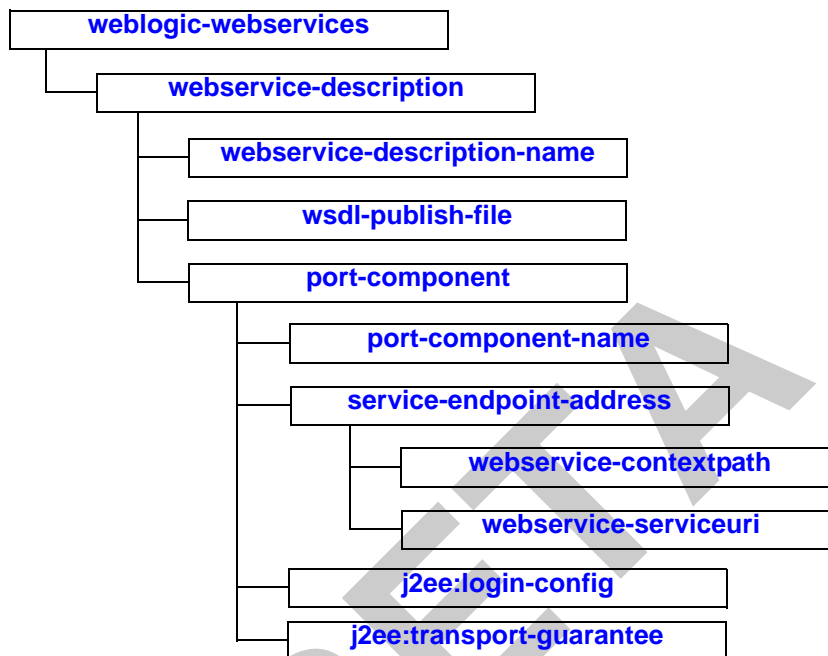 weblogic-webservices
webservice-description
webservice-description-name
wsdl-publish-file
port-component
port-component-name
service-endpoint-address
webservice-contextpath
webservice-serviceuri
j2ee:login-config
j2ee:transport-guarantee
BETA